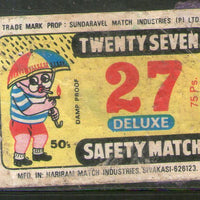 TRADE MARK PROP : SUNDARAVEL MATCH INDUSTRIES (P) LTD
TWENTY SEVEN
27
DAMP PROOF
75 Ps.
DELUXE
50's
SAFETY MATCH
MFD. IN: HARIRAM MATCH INDUSTRIES, SIVAKASI-626123.